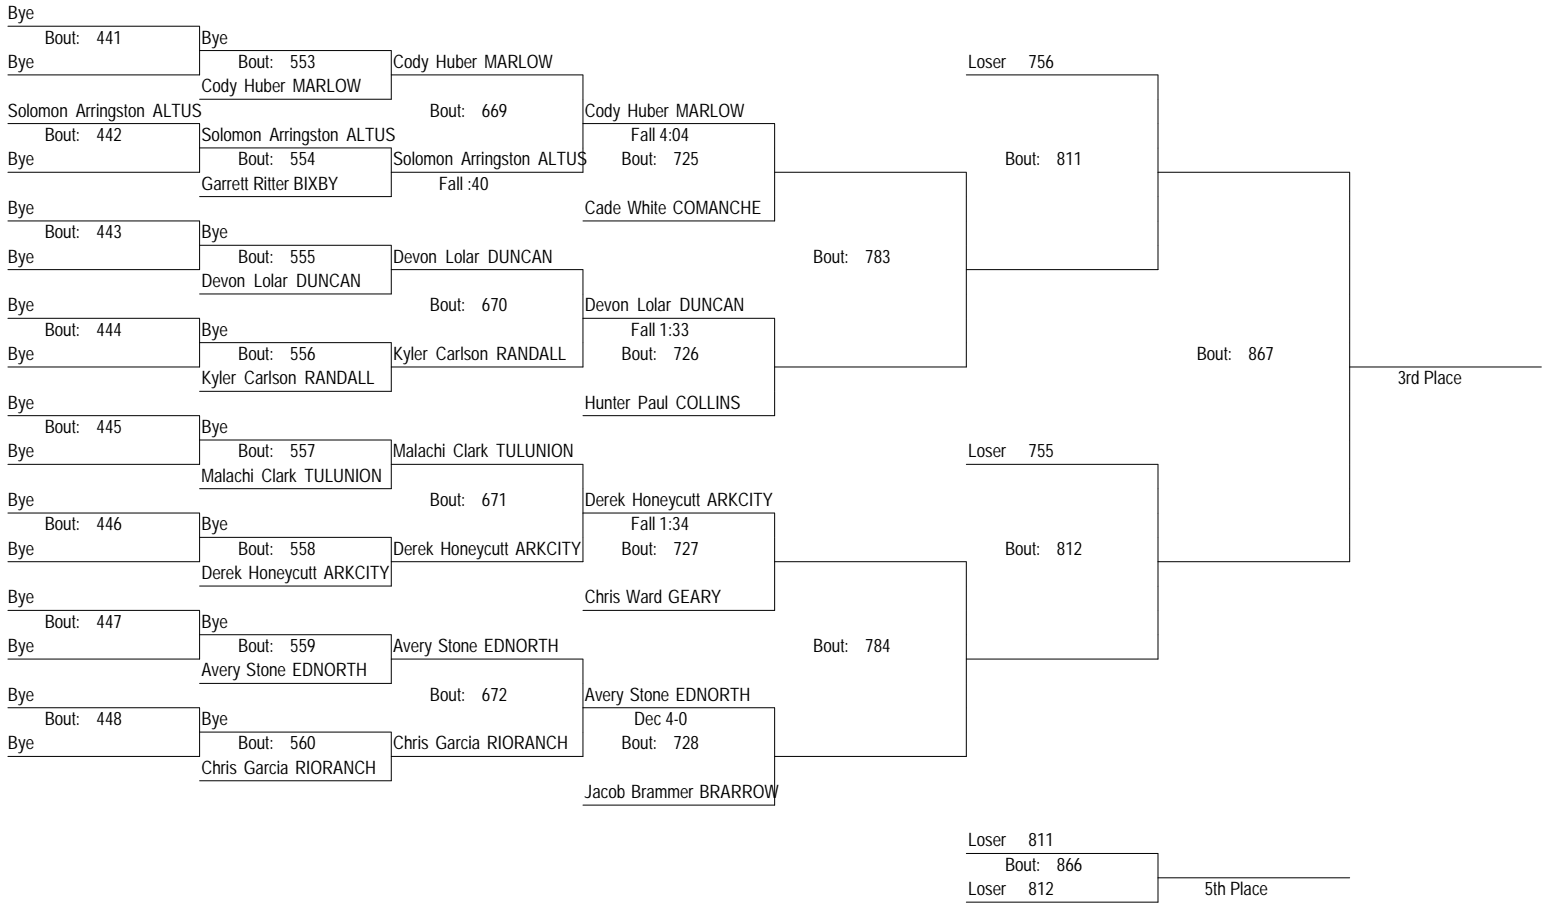 Bye
Bout: 441
Bye
Bye
Bout: 553
Cody Huber MARLOW
Cody Huber MARLOW
Loser 756
Solomon Arringston ALTUS
Bout: 442
Bye
Solomon Arringston ALTUS
Bout: 554
Garrett Ritter BIXBY
Bout: 669
Solomon Arringston ALTUS
Fall :40
Cody Huber MARLOW
Fall 4:04
Bout: 725
Cade White COMANCHE
Bout: 811
Bye
Bout: 443
Bye
Bye
Bout: 555
Devon Lolar DUNCAN
Devon Lolar DUNCAN
Bout: 783
Bye
Bout: 444
Bye
Bye
Bout: 556
Kyler Carlson RANDALL
Bout: 670
Kyler Carlson RANDALL
Devon Lolar DUNCAN
Fall 1:33
Bout: 726
Hunter Paul COLLINS
Bout: 867
3rd Place
Bye
Bout: 445
Bye
Bye
Bout: 557
Malachi Clark TULUNION
Malachi Clark TULUNION
Loser 755
Bye
Bout: 446
Bye
Bye
Bout: 558
Derek Honeycutt ARKCITY
Bout: 671
Derek Honeycutt ARKCITY
Derek Honeycutt ARKCITY
Fall 1:34
Bout: 727
Chris Ward GEARY
Bout: 812
Bye
Bout: 447
Bye
Bye
Bout: 559
Avery Stone EDNORTH
Avery Stone EDNORTH
Bout: 784
Bye
Bout: 448
Bye
Bye
Bout: 560
Chris Garcia RIORANCH
Bout: 672
Chris Garcia RIORANCH
Avery Stone EDNORTH
Dec 4-0
Bout: 728
Jacob Brammer BRARROW
Loser 811
Bout: 866
Loser 812
5th Place